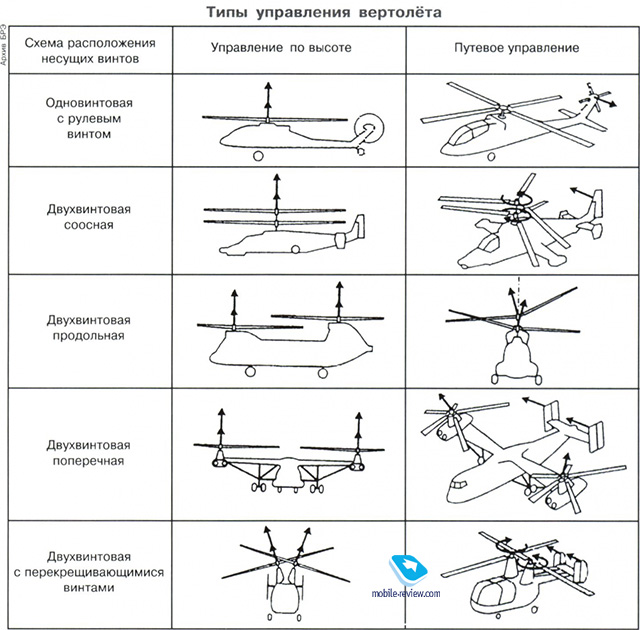 Типы управления вертолёта
Архив БРЭ
Схема расположения
несущих винтов
Управление по высоте
Путевое управление
Одновинтовая
с рулевым
винтом
Двухвинтовая
соосная
Двухвинтовая
продольная
Двухвинтовая
поперечная
Двухвинтовая
с перекрещивающимися
винтами
mobile-review.com